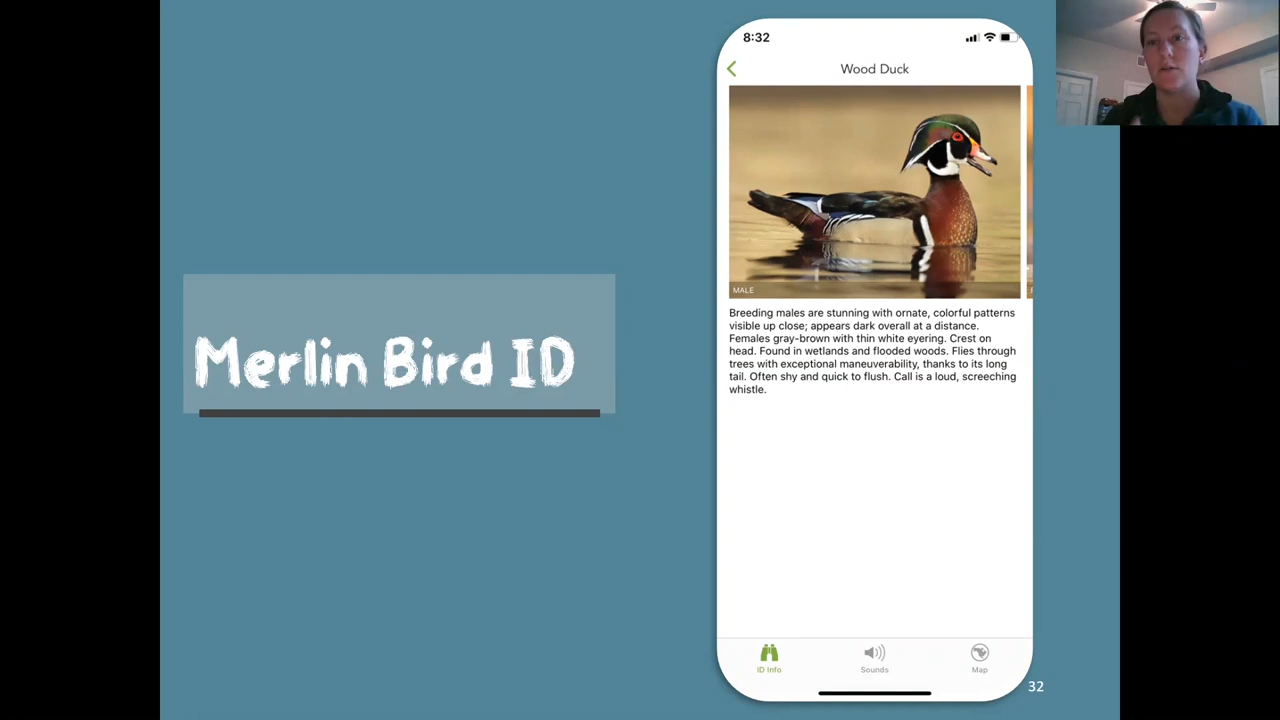 Merlin Bird ID
8:32
Wood Duck
MALE
Breeding males are stunning with ornate, colorful patterns
visible up close; appears dark overall at a distance.
Females gray-brown with thin white eyering. Crest on
head. Found in wetlands and flooded woods. Flies through
trees with exceptional maneuverability, thanks to its long
tail. Often shy and quick to flush. Call is a loud, screeching
whistle.
ID Info
Sounds
Map
32